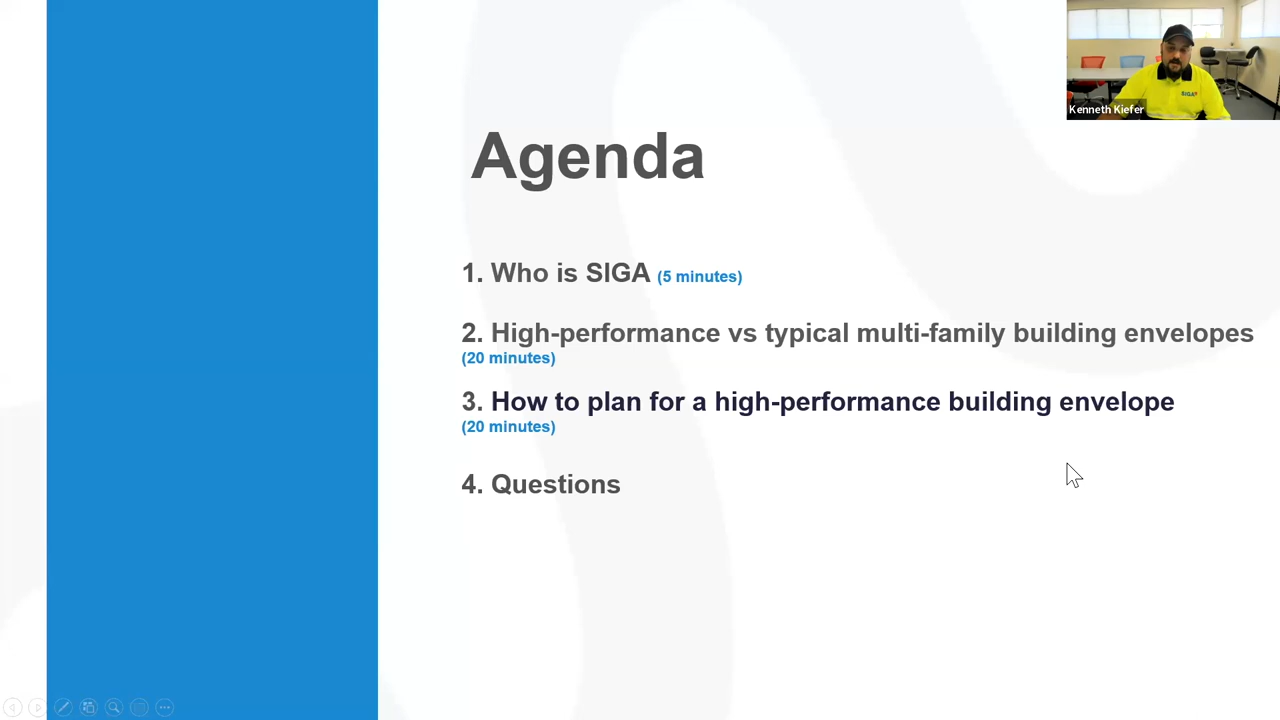 SIGA
Kenneth Kiefer
Agenda
1. Who is SIGA (5 minutes)
2. High-performance vs typical multi-family building envelopes
(20 minutes)
3. How to plan for a high-performance building envelope
(20 minutes)
4. Questions